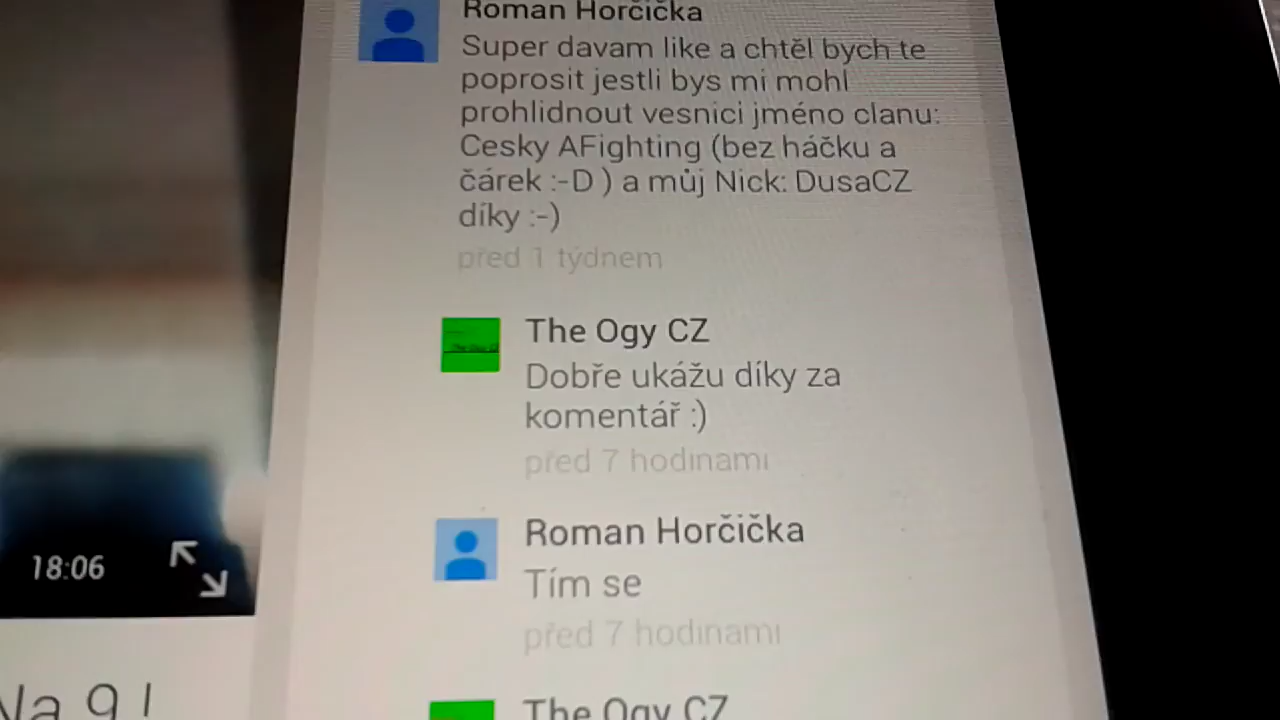 Roman Horčička
Super davam like a chtěl bych te
poprosit jestli bys mi mohl
prohlidnout vesnici jméno clanu:
Cesky AFighting (bez háčku a
čárek :-D ) a můj Nick: DusaCZ
díky :-)
před 1 týdnem
The Ogy CZ
Dobře ukážu díky za
komentář :)
před 7 hodinami
Roman Horčička
Tím se
před 7 hodinami
18:06
The Ogy CZ